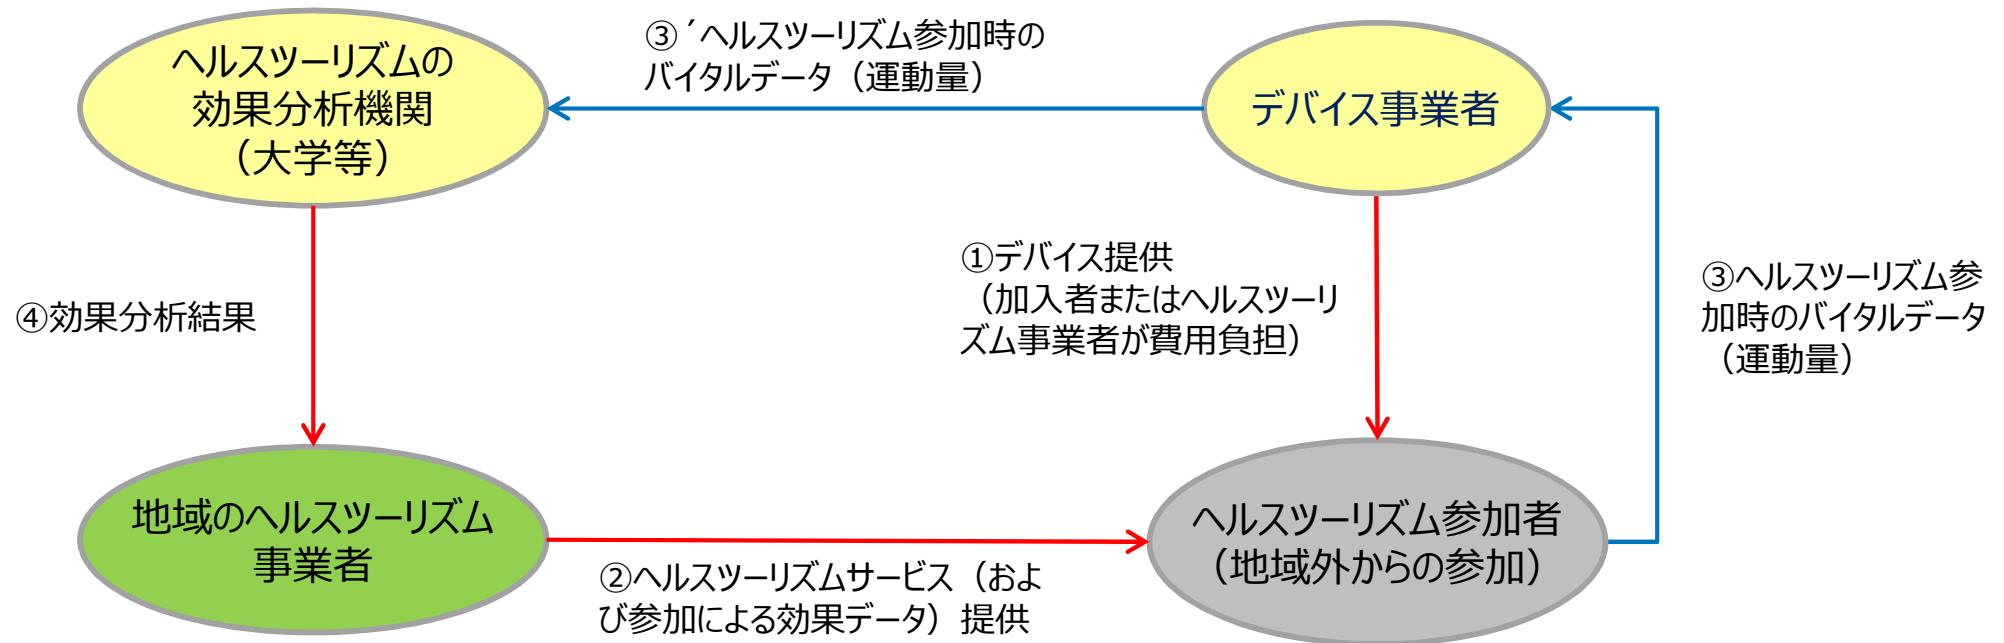 ヘルスツーリズムの
効果分析機関
（大学等）
③´ヘルスツーリズム参加時の
バイタルデータ（運動量）
デバイス事業者
①デバイス提供
（加入者またはヘルスツーリ
ズム事業者が費用負担）
③ヘルスツーリズム参
加時のバイタルデータ
（運動量）
④効果分析結果
地域のヘルスツーリズム
事業者
②ヘルスツーリズムサービス（およ
び参加による効果データ）提供
ヘルスツーリズム参加者
（地域外からの参加）